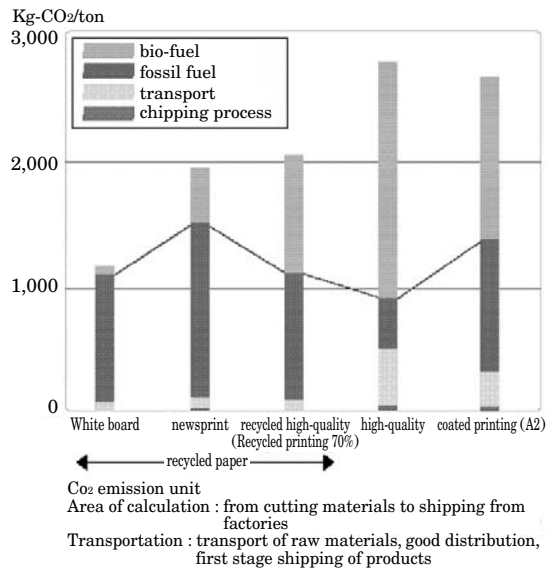 Kg-CO₂/ton
3,000
bio-fuel
fossil fuel
transport
chipping process
2,000
1,000
0
White board
newsprint
recycled high-quality
(Recycled printing 70%)
high-quality
coated printing (A2)
recycled paper
Co₂ emission unit
Area of calculation : from cutting materials to shipping from
factories
Transportation : transport of raw materials, good distribution,
first stage shipping of products